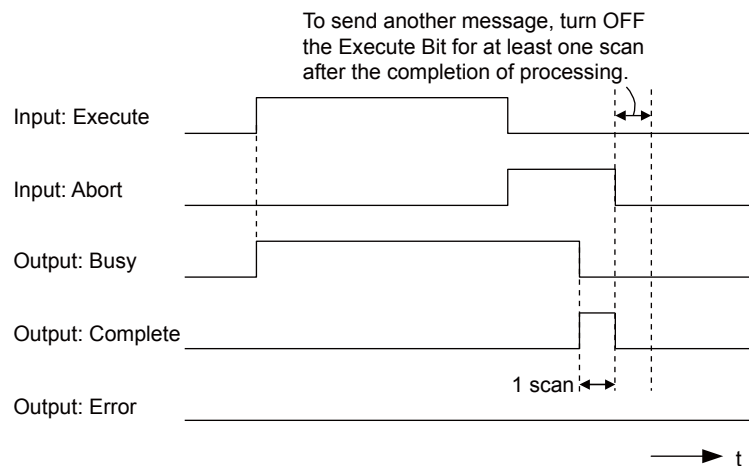 To send another message, turn OFF
the Execute Bit for at least one scan
after the completion of processing.
Input: Execute
Input: Abort
Output: Busy
Output: Complete
1 scan
Output: Error
t